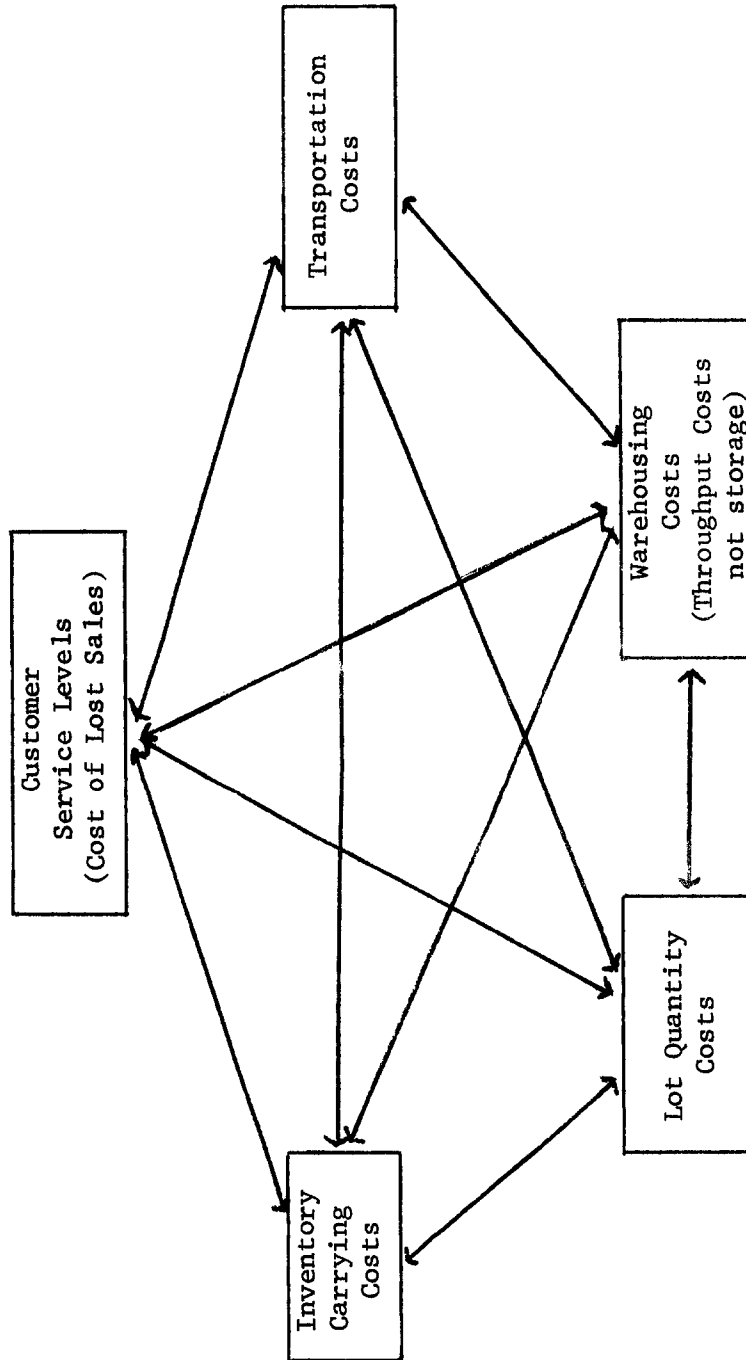 Customer
Service Levels
(Cost of Lost Sales)
Inventory
Carrying
Costs
Transportation
Costs
Lot Quantity
Costs
Warehousing
Costs
(Throughput Costs
not storage)